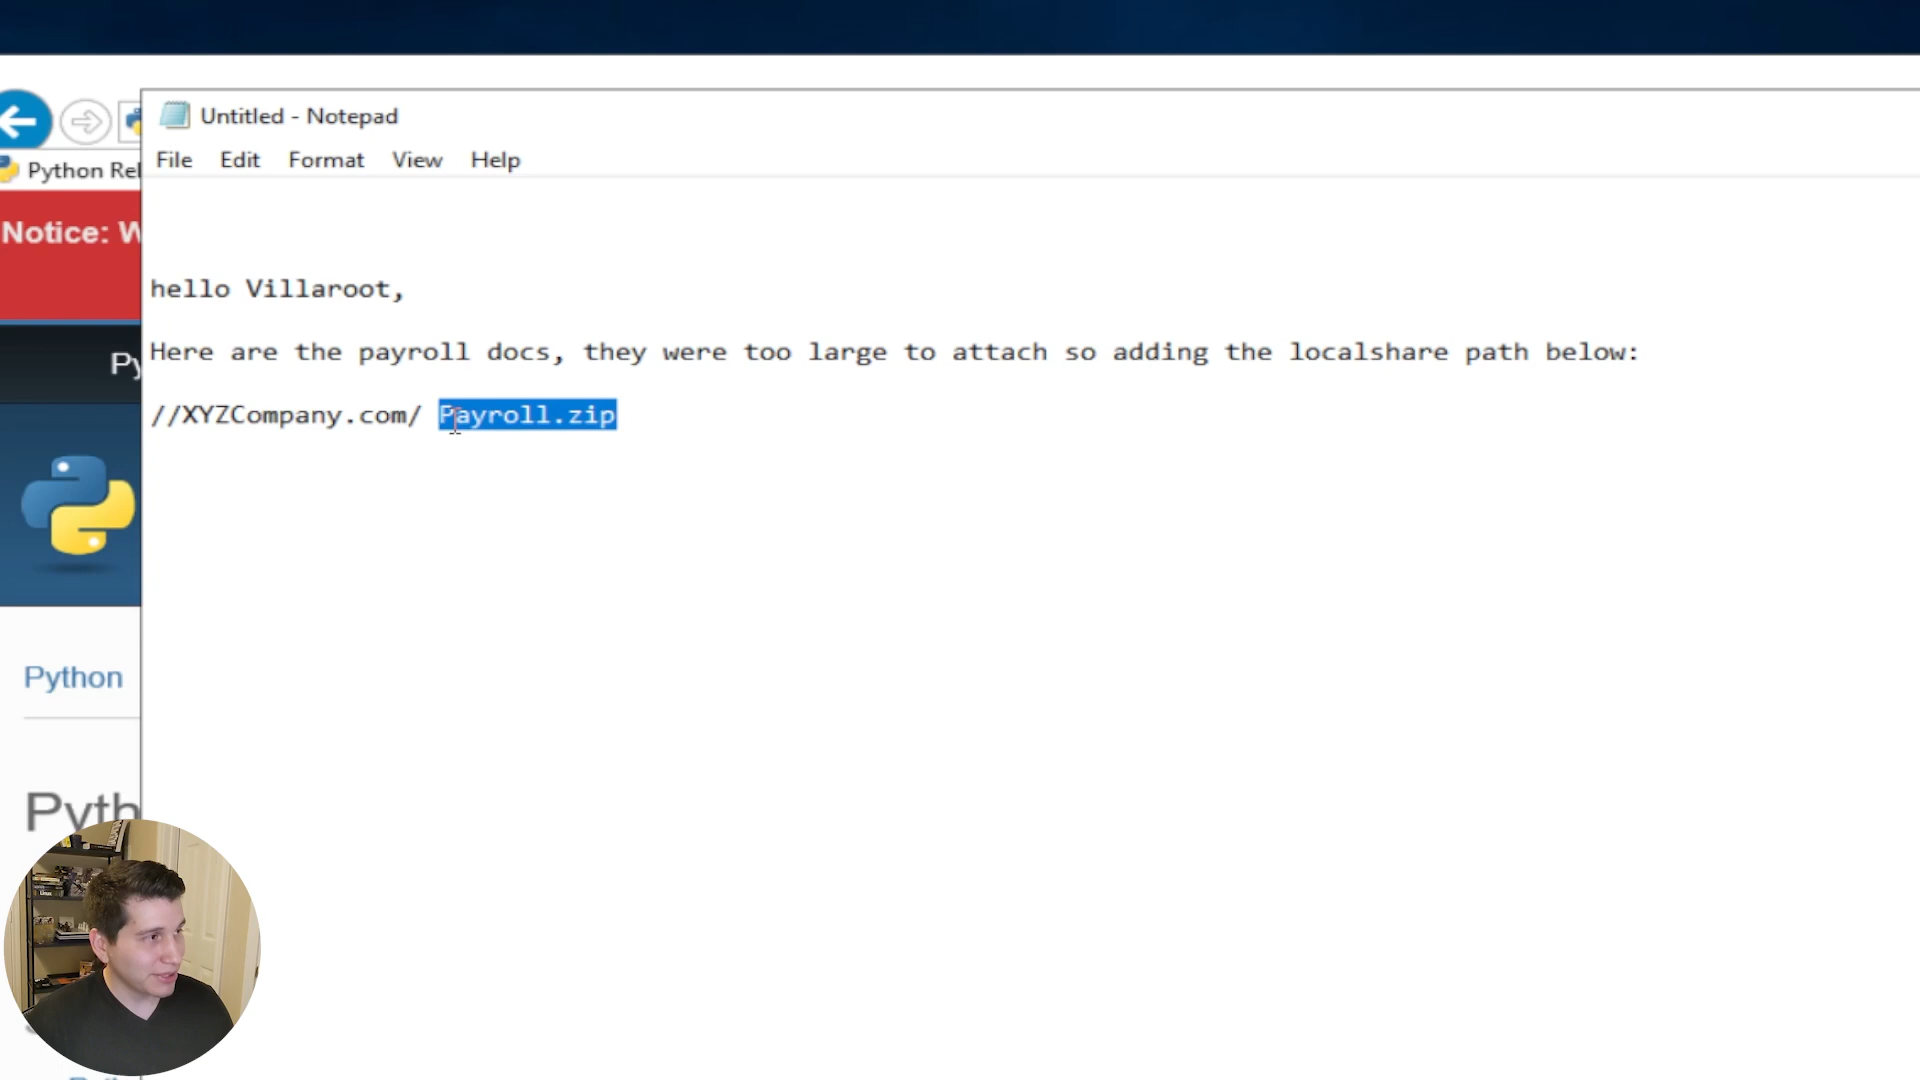 Untitled - Notepad
File Edit Format View Help
Python Rel
Notice: W
Py
hello Villaroot,
Here are the payroll docs, they were too large to attach so adding the localshare path below:
//XYZCompany.com/ Payroll.zip
Python
Pyth